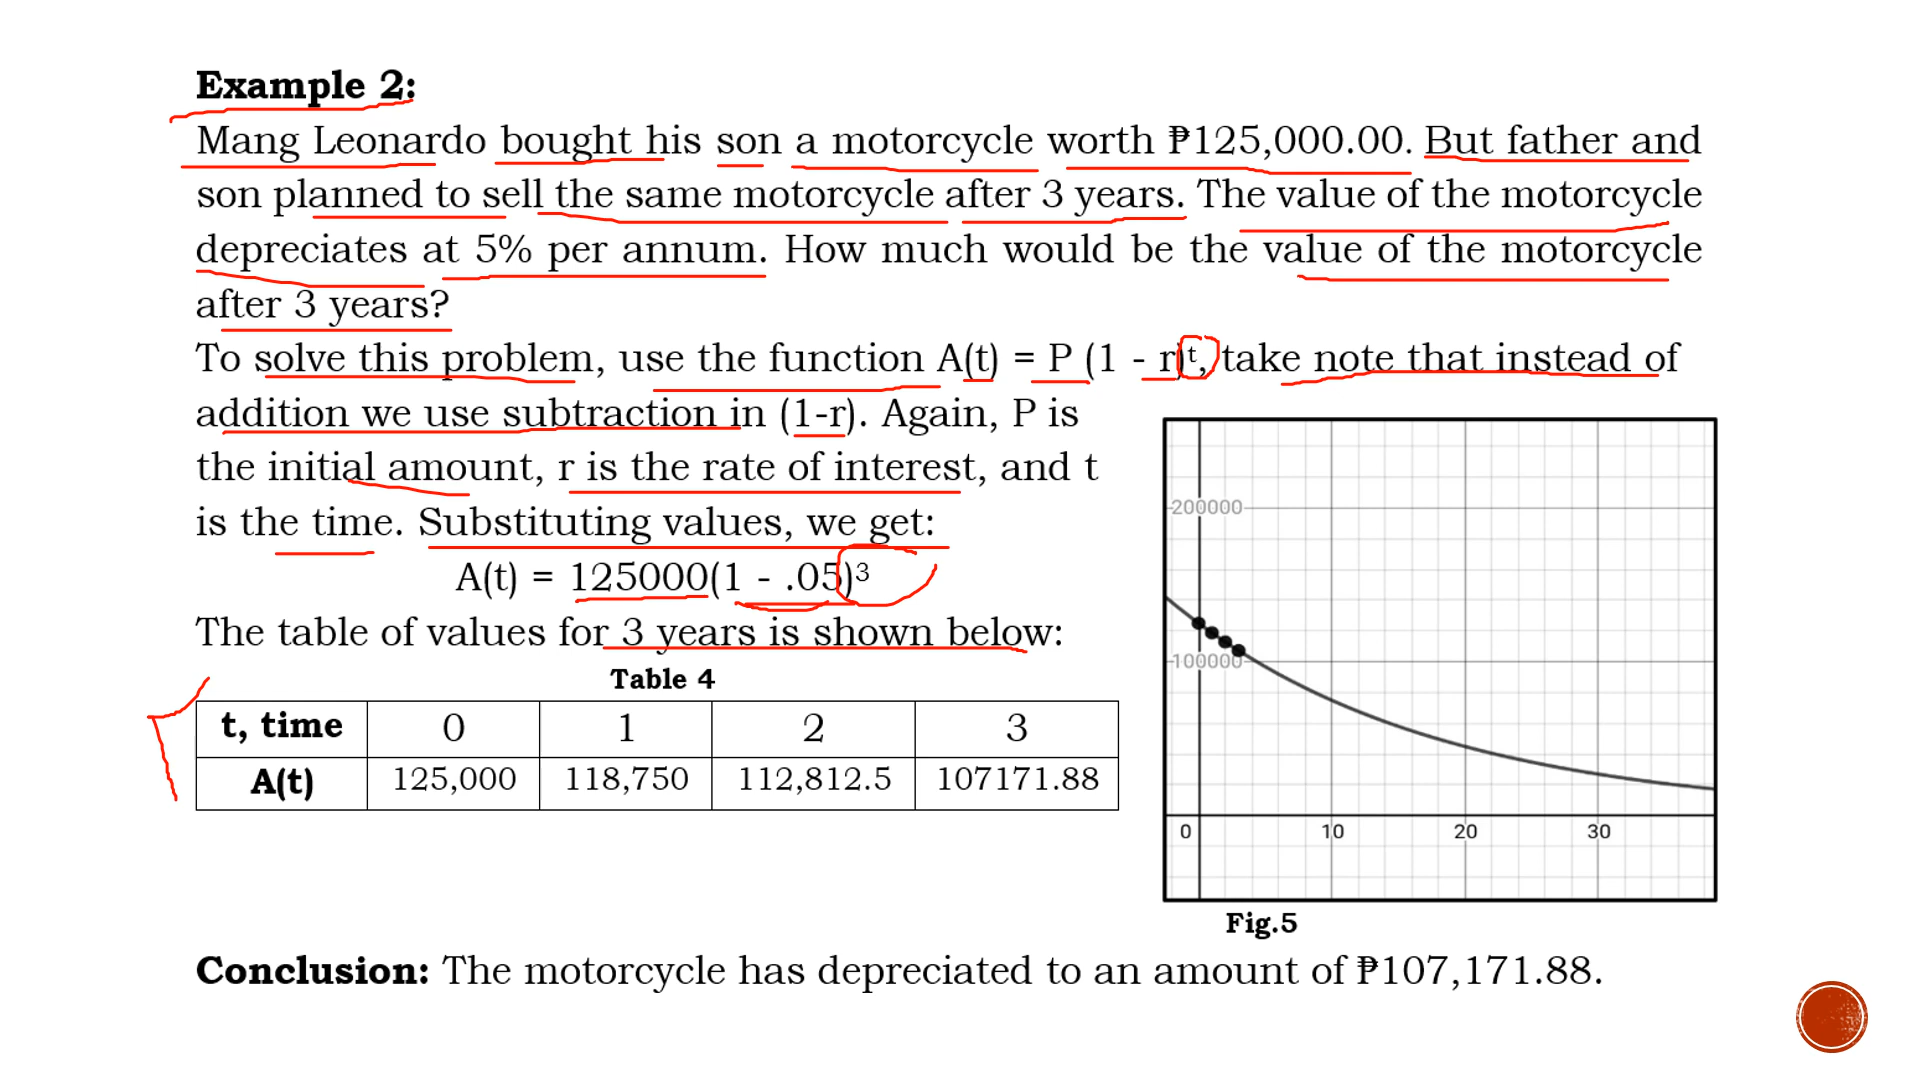 Example 2:
Mang Leonardo bought his son a motorcycle worth ₱125,000.00. But father and
son planned to sell the same motorcycle after 3 years. The value of the motorcycle
depreciates at 5% per annum. How much would be the value of the motorcycle
after 3 years?
To solve this problem, use the function A(t) = P (1 - r)ᵗ, take note that instead of
addition we use subtraction in (1-r). Again, P is
the initial amount, r is the rate of interest, and t
is the time. Substituting values, we get:
A(t) = 125000(1 - .05)³
The table of values for 3 years is shown below:
Table 4
t, time 0 1 2 3
A(t) 125,000 118,750 112,812.5 107171.88
200000
100000
0 10 20 30
Fig.5
Conclusion: The motorcycle has depreciated to an amount of ₱107,171.88.